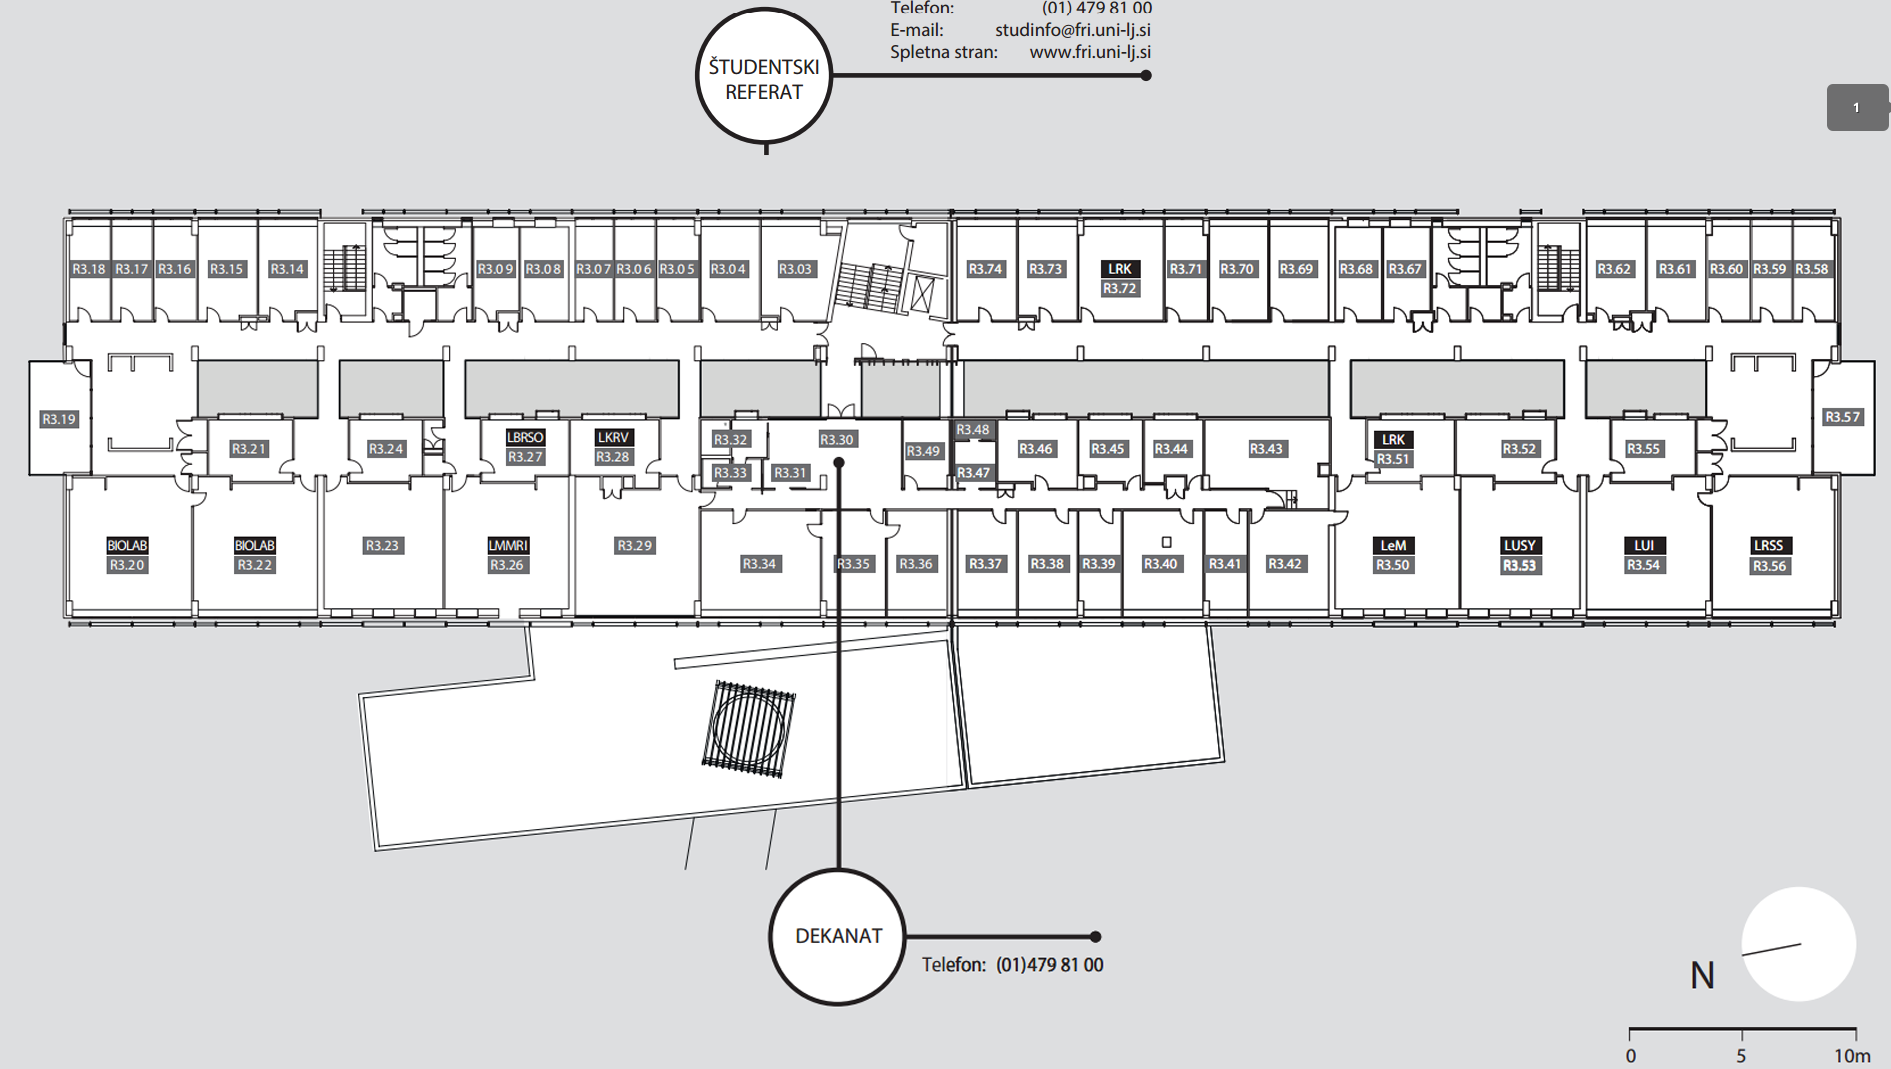 Telefon: (01) 479 81 00
E-mail: studinfo@fri.uni-lj.si
Spletna stran: www.fri.uni-lj.si
ŠTUDENTSKI
REFERAT
1
R3.18 R3.17 R3.16 R3.15 R3.14 R3.09 R3.08 R3.07 R3.06 R3.05 R3.04 R3.03 R3.74 R3.73 LRK R3.71 R3.70 R3.69 R3.68 R3.67 R3.62 R3.61 R3.60 R3.59 R3.58
R3.72
R3.19 R3.57
R3.48
LBRSO LKRV R3.32 R3.30 LRK
R3.21 R3.24 R3.27 R3.28 R3.49 R3.46 R3.45 R3.44 R3.43 R3.51 R3.52 R3.55
R3.33 R3.31 R3.47
BIOLAB BIOLAB R3.23 LMMRI R3.29 LeM LUSY LUI LRSS
R3.20 R3.22 R3.26 R3.34 R3.35 R3.36 R3.37 R3.38 R3.39 R3.40 R3.41 R3.42 R3.50 R3.53 R3.54 R3.56
DEKANAT
Telefon: (01)479 81 00
N
0 5 10m